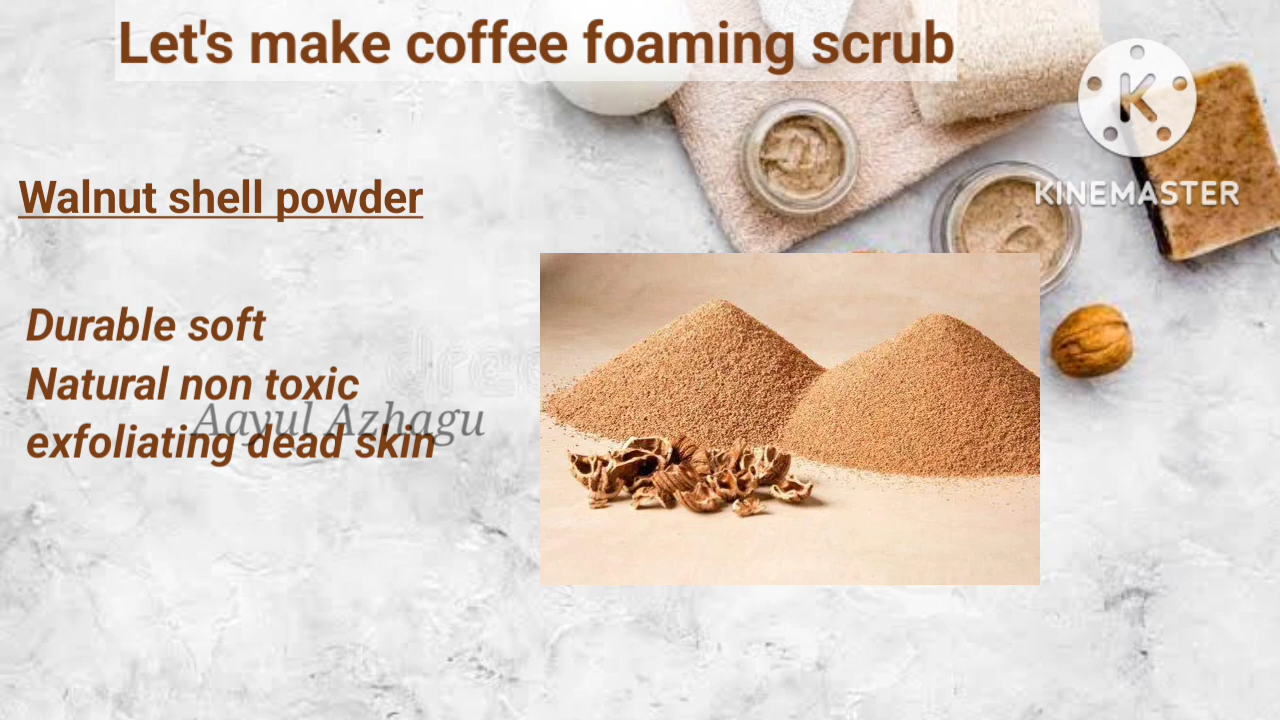 Let's make coffee foaming scrub
KINEMASTER
Walnut shell powder
Durable soft
Natural non toxic
Aayul Azhagu
exfoliating dead skin